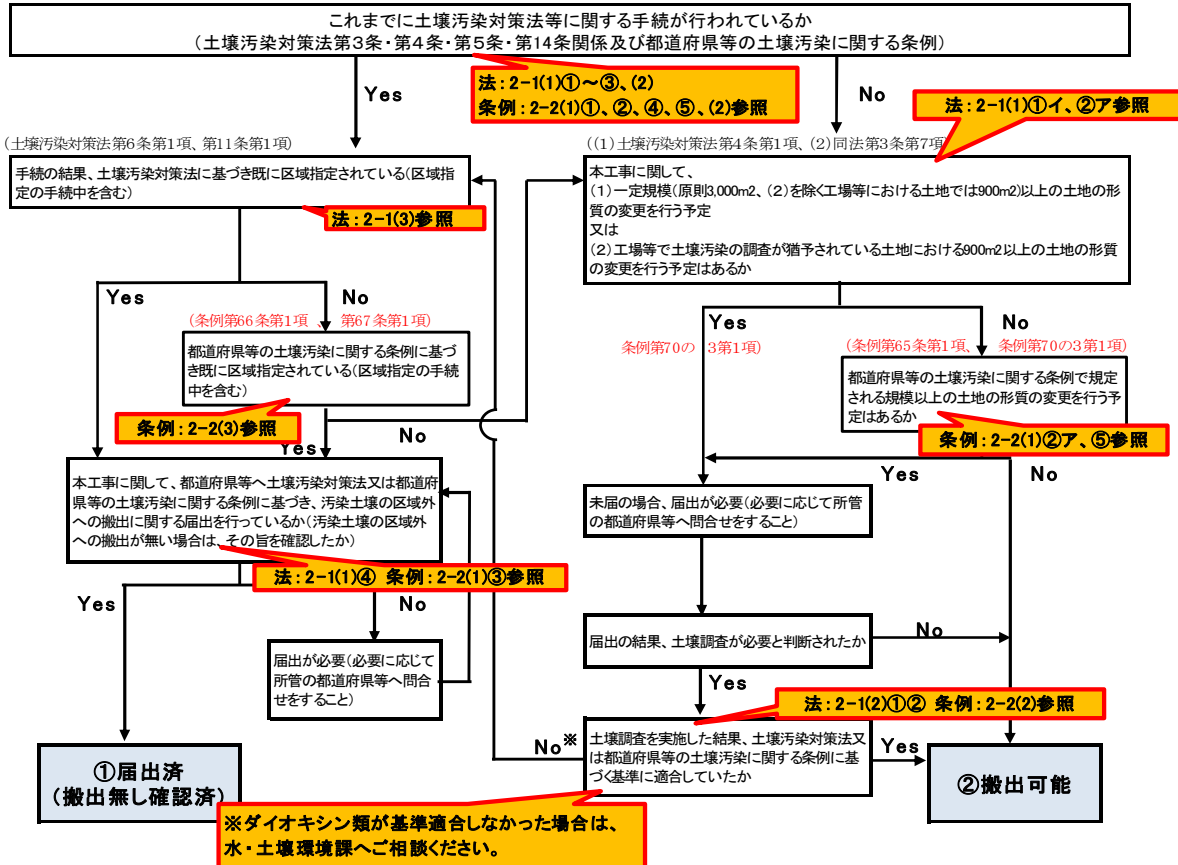 これまでに土壌汚染対策法等に関する手続が行われているか
(土壌汚染対策法第3条・第4条・第5条・第14条関係及び都道府県等の土壌汚染に関する条例)
Yes
法:2-1(1)①～③、(2)
条例:2-2(1)①、②、④、⑤、(2)参照
No
法:2-1(1)①イ、②ア参照
(土壌汚染対策法第6条第1項、第11条第1項)
手続の結果、土壌汚染対策法に基づき既に区域指定されている(区域指
定の手続中を含む)
法:2-1(3)参照
((1)土壌汚染対策法第4条第1項、(2)同法第3条第7項)
本工事に関して、
(1)一定規模(原則3,000m2、(2)を除く工場等における土地では900m2)以上の土地の形
質の変更を行う予定
又は
(2)工場等で土壌汚染の調査が猶予されている土地における900m2以上の土地の形質
の変更を行う予定はあるか
Yes
No
(条例第66条第1項 、 第67条第1項)
都道府県等の土壌汚染に関する条例に基づ
き既に区域指定されている(区域指定の手続
中を含む)
条例:2-2(3)参照
Yes
No
Yes
No
条例第70の 3第1項)
(条例第65条第1項、 条例第70の3第1項)
都道府県等の土壌汚染に関する条例で規定
される規模以上の土地の形質の変更を行う予
定はあるか
条例:2-2(1)②ア、⑤参照
Yes
No
本工事に関して、都道府県等へ土壌汚染対策法又は都道府
県等の土壌汚染に関する条例に基づき、汚染土壌の区域外
への搬出に関する届出を行っているか(汚染土壌の区域外
への搬出が無い場合は、その旨を確認したか)
法:2-1(1)④ 条例:2-2(1)③参照
Yes
No
届出が必要(必要に応じて
所管の都道府県等へ問合
せをすること)
未届の場合、届出が必要(必要に応じて所管
の都道府県等へ問合せをすること)
届出の結果、土壌調査が必要と判断されたか
No
Yes
法:2-1(2)①② 条例:2-2(2)参照
土壌調査を実施した結果、土壌汚染対策法又
は都道府県等の土壌汚染に関する条例に基
づく基準に適合していたか
No※
Yes
①届出済
(搬出無し確認済)
②搬出可能
※ダイオキシン類が基準適合しなかった場合は、
水・土壌環境課へご相談ください。